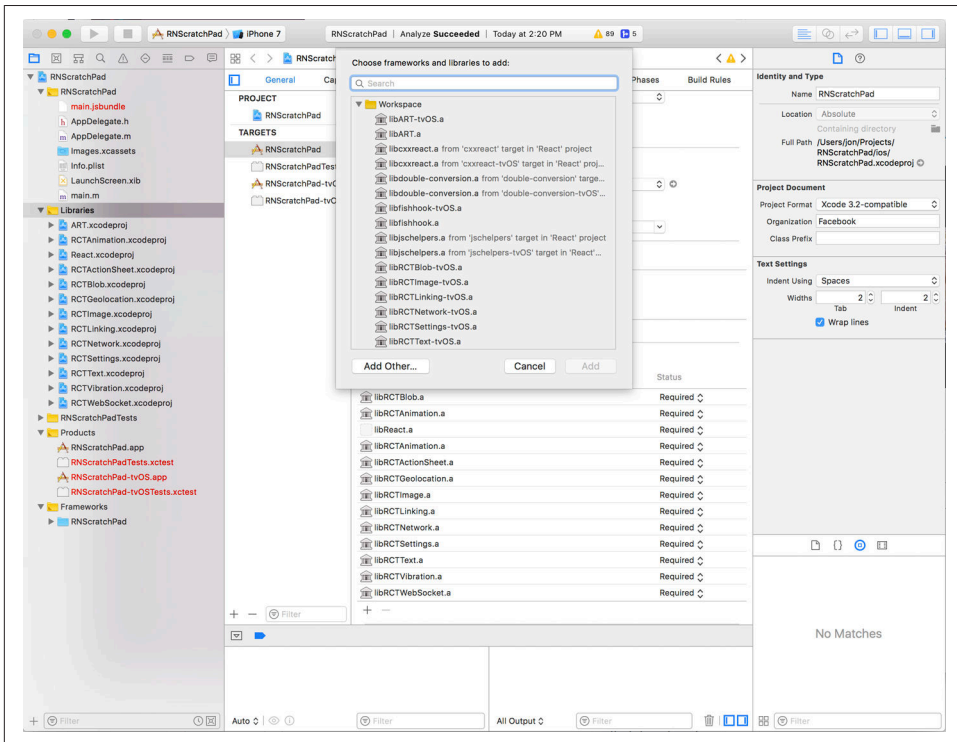 RNScratchPad
iPhone 7
RNScratchPad | Analyze Succeeded | Today at 2:20 PM
89
5
RNScratchPad
RNScratchPad
main.jsbundle
AppDelegate.h
AppDelegate.m
Images.xcassets
Info.plist
LaunchScreen.xib
main.m
Libraries
ART.xcodeproj
RCTAnimation.xcodeproj
React.xcodeproj
RCTActionSheet.xcodeproj
RCTBlob.xcodeproj
RCTGeolocation.xcodeproj
RCTImage.xcodeproj
RCTLinking.xcodeproj
RCTNetwork.xcodeproj
RCTSettings.xcodeproj
RCTText.xcodeproj
RCTVibration.xcodeproj
RCTWebSocket.xcodeproj
RNScratchPadTests
Products
RNScratchPad.app
RNScratchPadTests.xctest
RNScratchPad-tvOS.app
RNScratchPad-tvOSTests.xctest
Frameworks
RNScratchPad
Filter
RNScratch
General
Cap
Phases
Build Rules
PROJECT
RNScratchPad
TARGETS
RNScratchPad
RNScratchPadTes
RNScratchPad-tvO
RNScratchPad-tvO
Filter
Choose frameworks and libraries to add:
Search
Workspace
libART-tvOS.a
libART.a
libcxxreact.a from 'cxxreact' target in 'React' project
libcxxreact.a from 'cxxreact-tvOS' target in 'React' proj...
libdouble-conversion.a from 'double-conversion' targe...
libdouble-conversion.a from 'double-conversion-tvOS'...
libfishhook-tvOS.a
libfishhook.a
libjschelpers.a from 'jschelpers' target in 'React' project
libjschelpers.a from 'jschelpers-tvOS' target in 'React'...
libRCTBlob-tvOS.a
libRCTImage-tvOS.a
libRCTLinking-tvOS.a
libRCTNetwork-tvOS.a
libRCTSettings-tvOS.a
libRCTText-tvOS.a
Add Other...
Cancel
Add
Status
libRCTBlob.a Required
libRCTAnimation.a Required
libReact.a Required
libRCTAnimation.a Required
libRCTActionSheet.a Required
libRCTGeolocation.a Required
libRCTImage.a Required
libRCTLinking.a Required
libRCTNetwork.a Required
libRCTSettings.a Required
libRCTText.a Required
libRCTVibration.a Required
libRCTWebSocket.a Required
Auto
Filter
All Output
Filter
Identity and Type
Name RNScratchPad
Location Absolute
Containing directory
Full Path /Users/jon/Projects/
RNScratchPad/ios/
RNScratchPad.xcodeproj
Project Document
Project Format Xcode 3.2-compatible
Organization Facebook
Class Prefix
Text Settings
Indent Using Spaces
Widths 2 2
Tab Indent
Wrap lines
No Matches
Filter